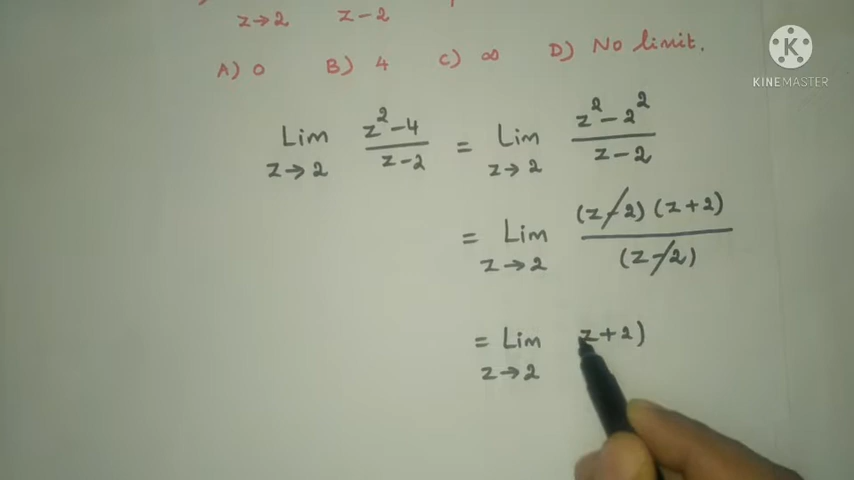 z→2 z-2
A) 0 B) 4 C) ∞ D) No limit.
K
KINEMASTER
Lim z²-4 = Lim z²-2²
z→2 z-2 z→2 z-2
= Lim (z-2) (z+2)
z→2 (z-2)
= Lim z+2)
z→2